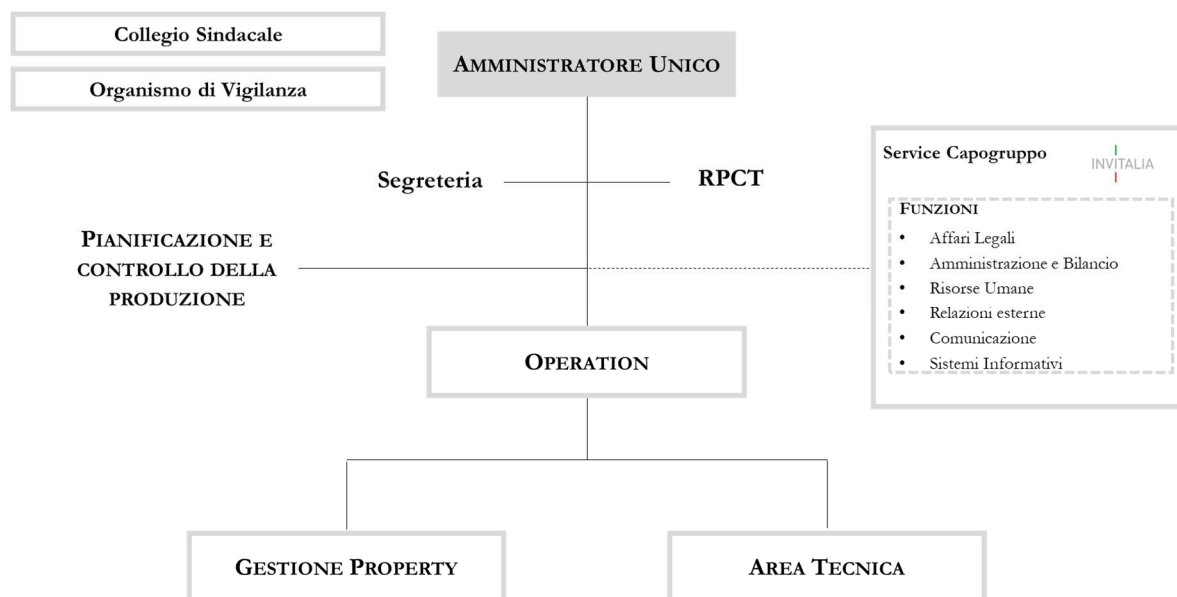 Collegio Sindacale
Organismo di Vigilanza
AMMINISTRATORE UNICO
Segreteria
RPCT
PIANIFICAZIONE E
CONTROLLO DELLA
PRODUZIONE
Service Capogruppo
INVITALIA
FUNZIONI
• Affari Legali
• Amministrazione e Bilancio
• Risorse Umane
• Relazioni esterne
• Comunicazione
• Sistemi Informativi
OPERATION
GESTIONE PROPERTY
AREA TECNICA